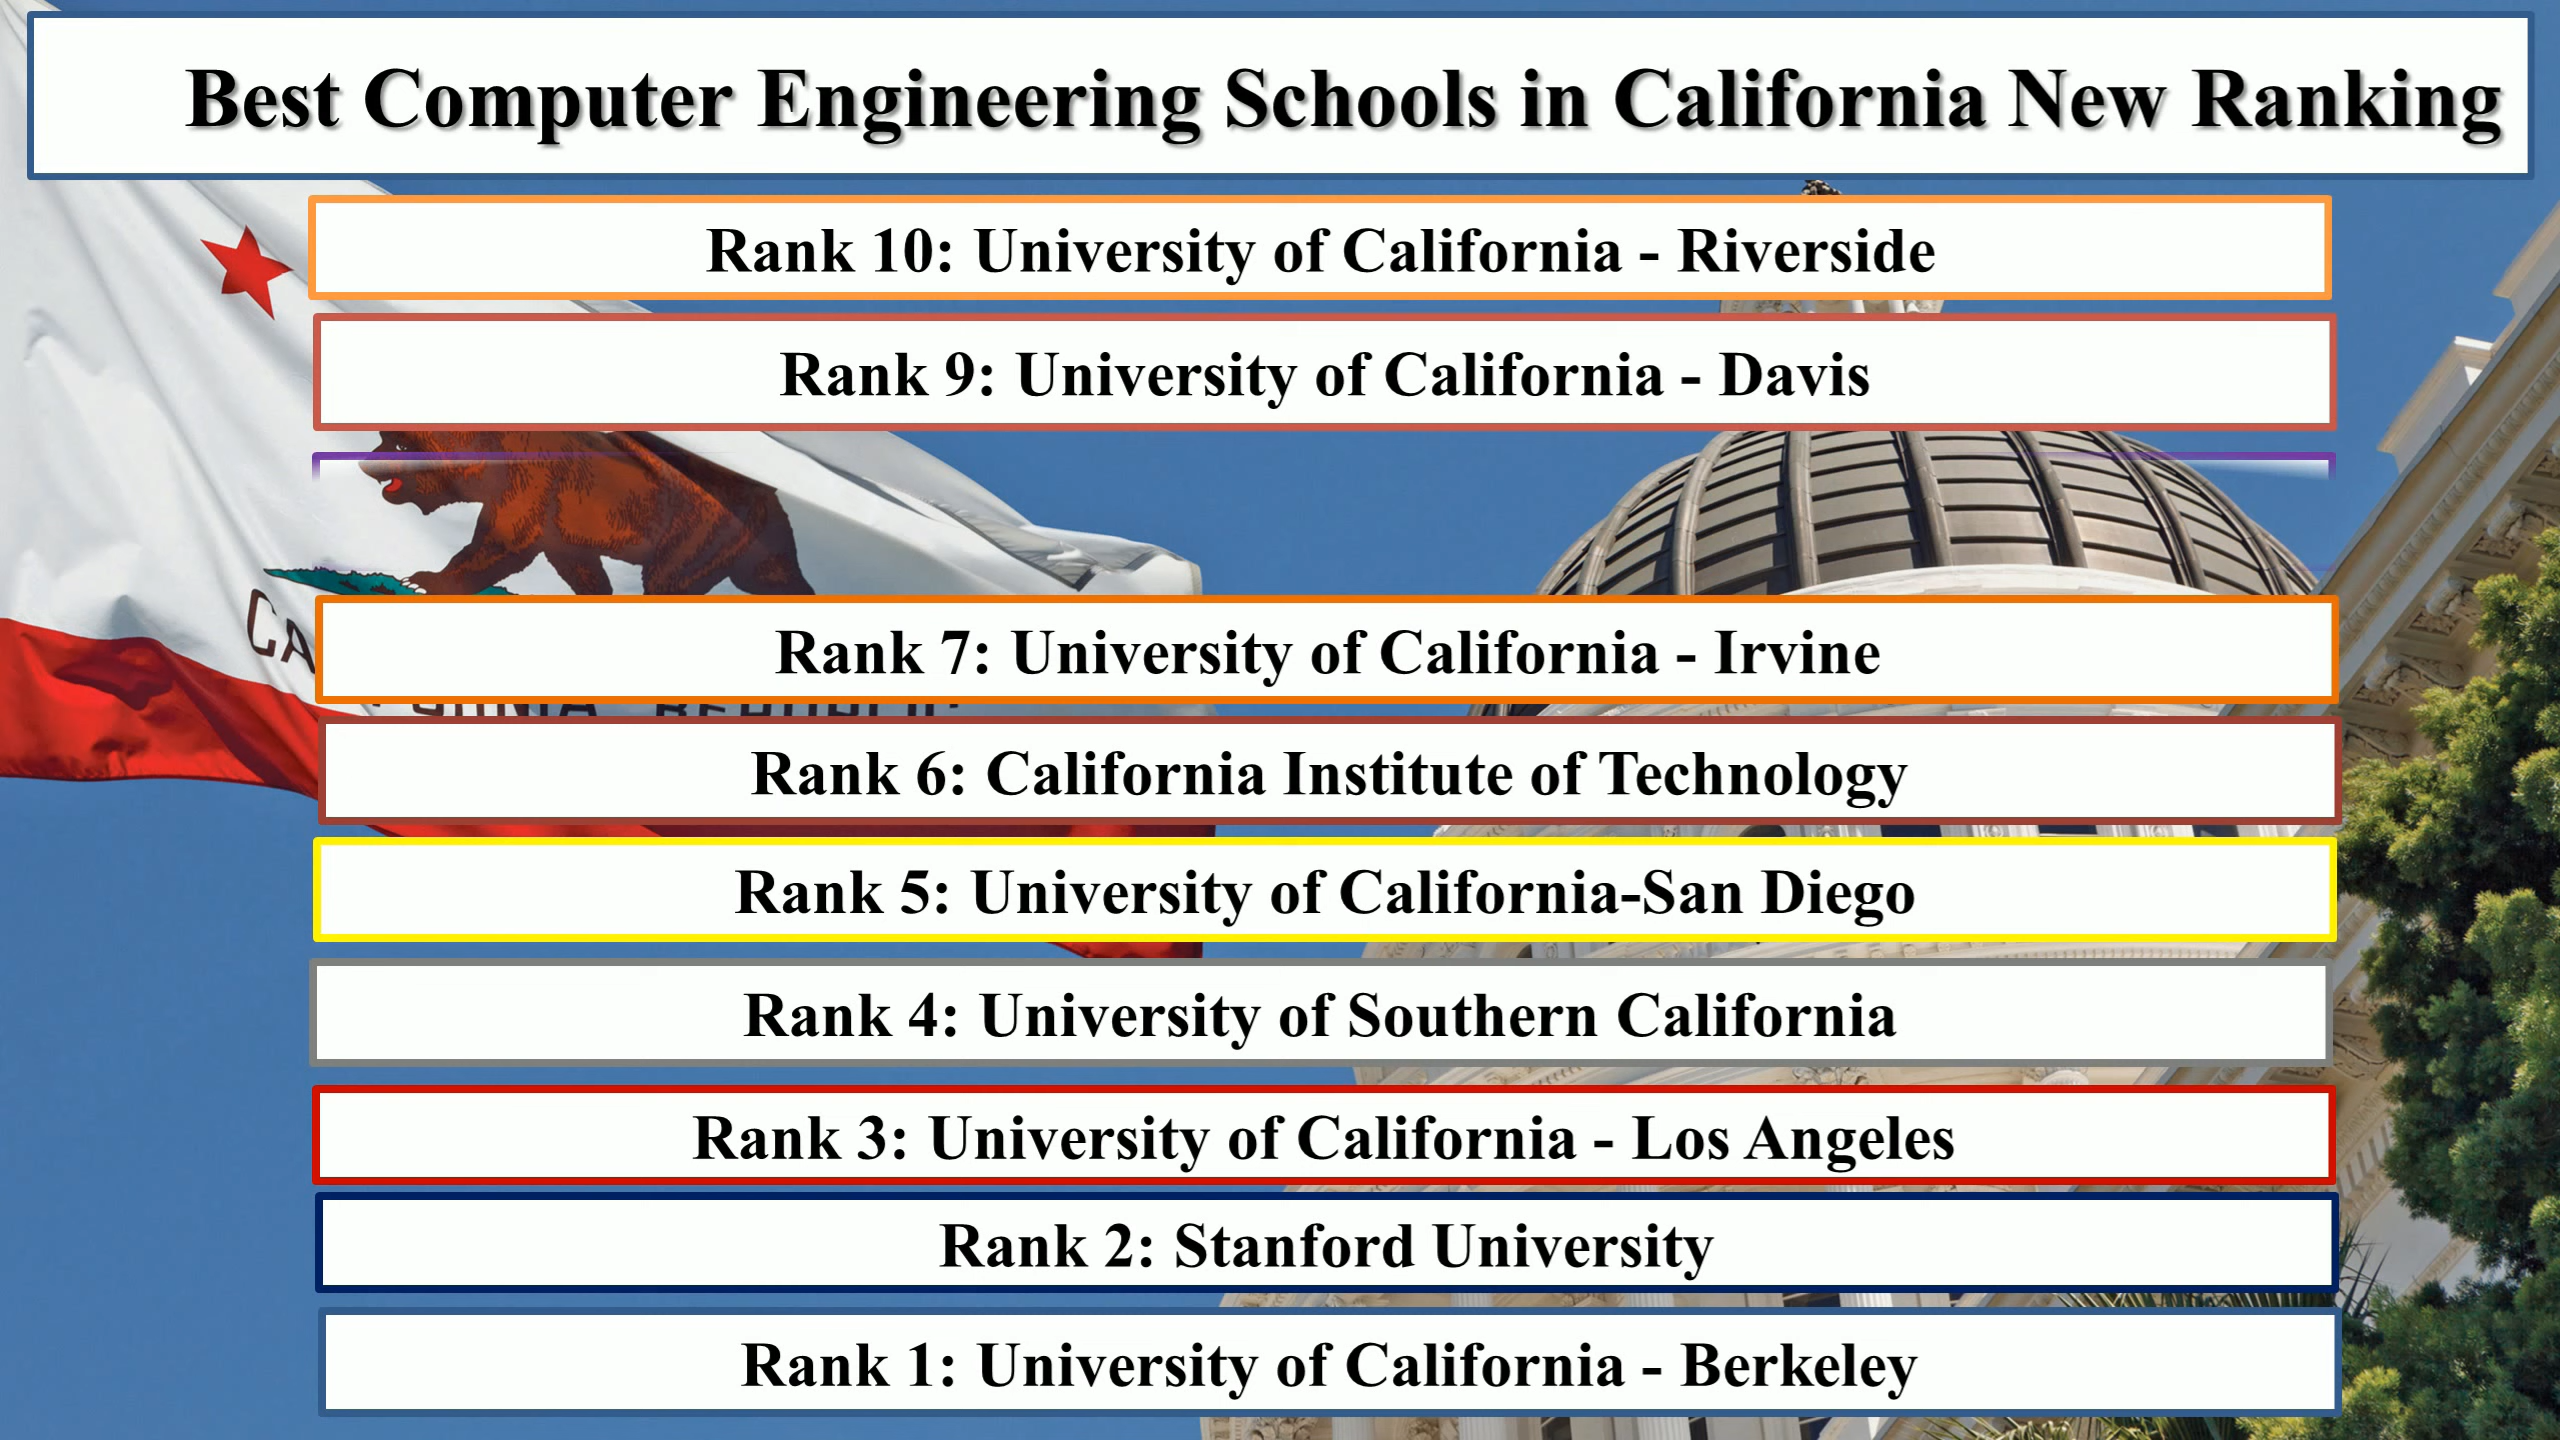 Best Computer Engineering Schools in California New Ranking
Rank 10: University of California - Riverside
Rank 9: University of California - Davis
Rank 7: University of California - Irvine
Rank 6: California Institute of Technology
Rank 5: University of California-San Diego
Rank 4: University of Southern California
Rank 3: University of California - Los Angeles
Rank 2: Stanford University
Rank 1: University of California - Berkeley